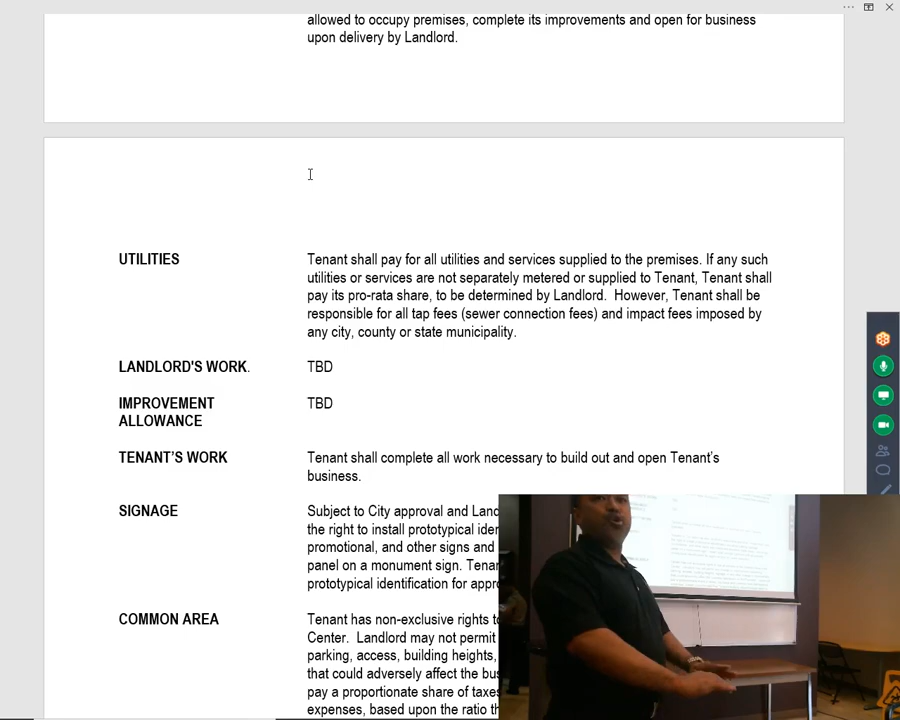 allowed to occupy premises, complete its improvements and open for business
upon delivery by Landlord.
UTILITIES
Tenant shall pay for all utilities and services supplied to the premises. If any such
utilities or services are not separately metered or supplied to Tenant, Tenant shall
pay its pro-rata share, to be determined by Landlord. However, Tenant shall be
responsible for all tap fees (sewer connection fees) and impact fees imposed by
any city, county or state municipality.
LANDLORD'S WORK.
TBD
IMPROVEMENT
ALLOWANCE
TBD
TENANT'S WORK
Tenant shall complete all work necessary to build out and open Tenant's
business.
SIGNAGE
Subject to City approval and
the right to install prototypical
promotional, and other signs and
panel on a monument sign.
prototypical identification for
COMMON AREA
Tenant has non-exclusive rights
Center. Landlord may not permit
parking, access, building heights,
that could adversely affect the
pay a proportionate share of
expenses, based upon the ratio